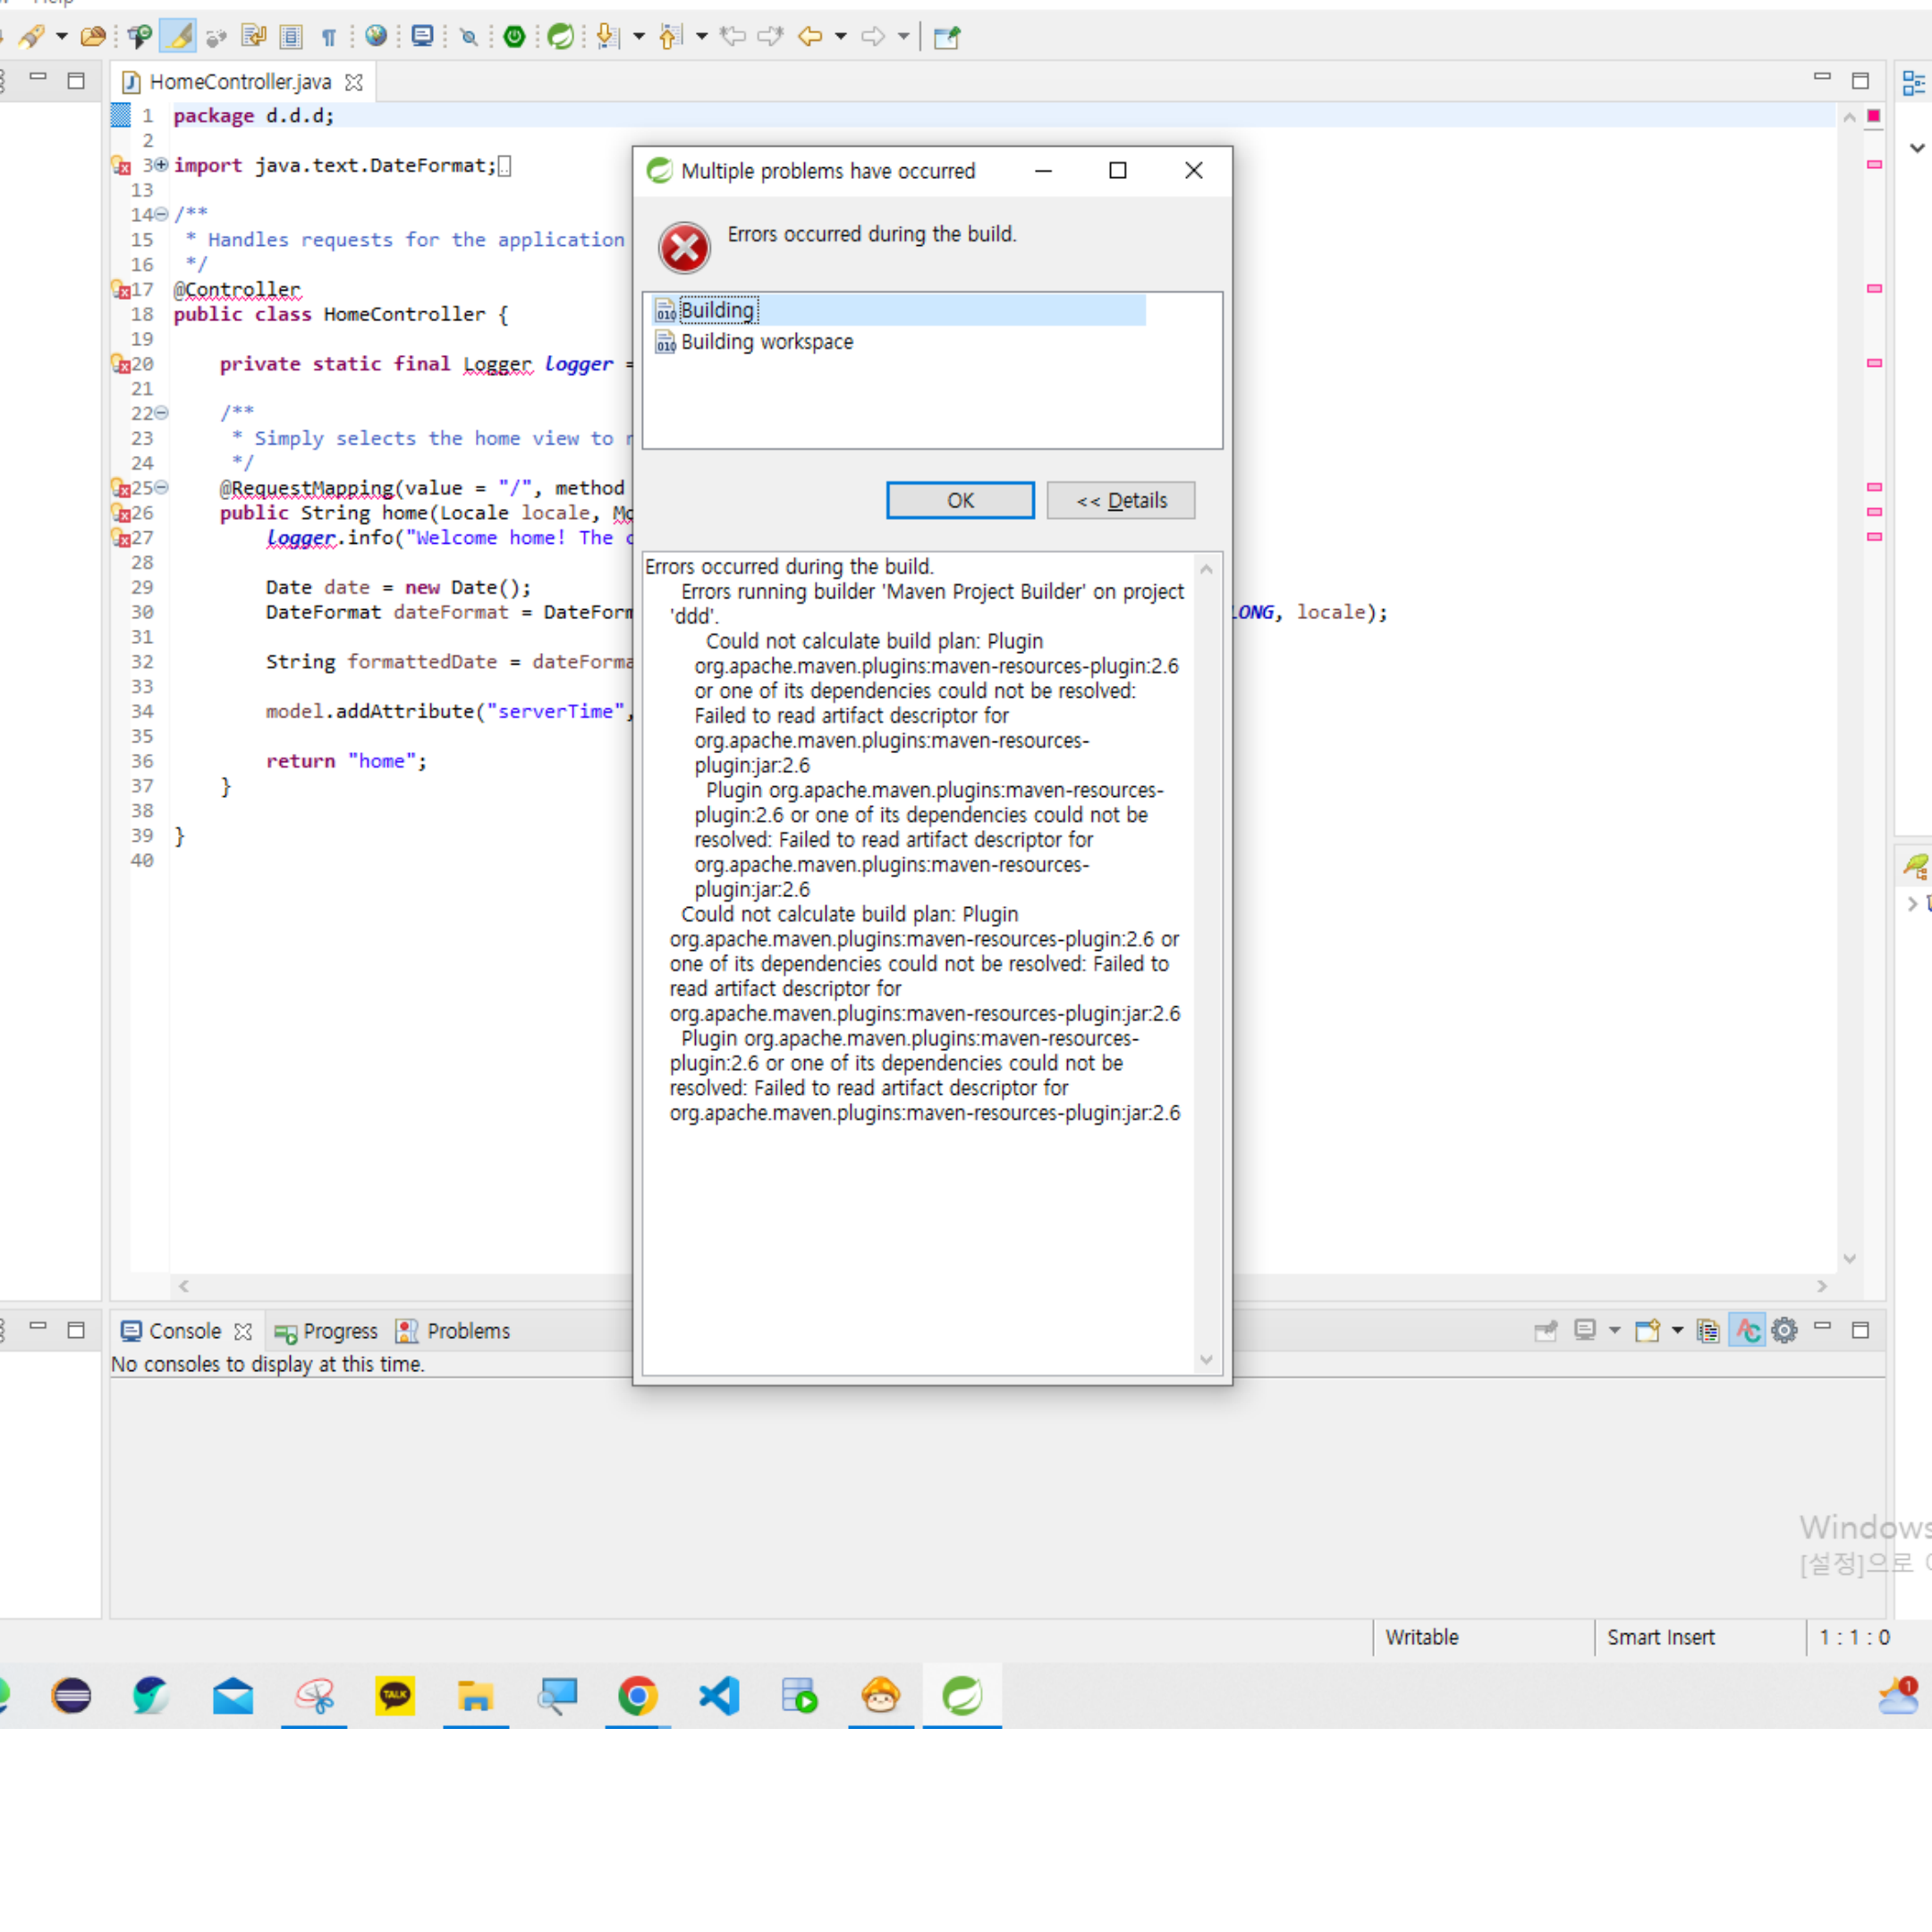 Help
HomeController.java
1 package d.d.d;
2
3 import java.text.DateFormat;
13
14 /**
15 * Handles requests for the application
16 */
17 @Controller
18 public class HomeController {
19
20 private static final Logger logger =
21
22 /**
23 * Simply selects the home view to
24 */
25 @RequestMapping(value = "/", method
26 public String home(Locale locale,
27 logger.info("Welcome home! The
28
29 Date date = new Date();
30 DateFormat dateFormat = DateForm
LONG, locale);
31
32 String formattedDate = dateForma
33
34 model.addAttribute("serverTime",
35
36 return "home";
37 }
38
39 }
40
Multiple problems have occurred
Errors occurred during the build.
Building
Building workspace
OK
<< Details
Errors occurred during the build.
Errors running builder 'Maven Project Builder' on project
'ddd'.
Could not calculate build plan: Plugin
org.apache.maven.plugins:maven-resources-plugin:2.6
or one of its dependencies could not be resolved:
Failed to read artifact descriptor for
org.apache.maven.plugins:maven-resources-
plugin:jar:2.6
Plugin org.apache.maven.plugins:maven-resources-
plugin:2.6 or one of its dependencies could not be
resolved: Failed to read artifact descriptor for
org.apache.maven.plugins:maven-resources-
plugin:jar:2.6
Could not calculate build plan: Plugin
org.apache.maven.plugins:maven-resources-plugin:2.6 or
one of its dependencies could not be resolved: Failed to
read artifact descriptor for
org.apache.maven.plugins:maven-resources-plugin:jar:2.6
Plugin org.apache.maven.plugins:maven-resources-
plugin:2.6 or one of its dependencies could not be
resolved: Failed to read artifact descriptor for
org.apache.maven.plugins:maven-resources-plugin:jar:2.6
Console Progress Problems
No consoles to display at this time.
Windows
[설정]으로
Writable Smart Insert 1 : 1 : 0
TALK
1